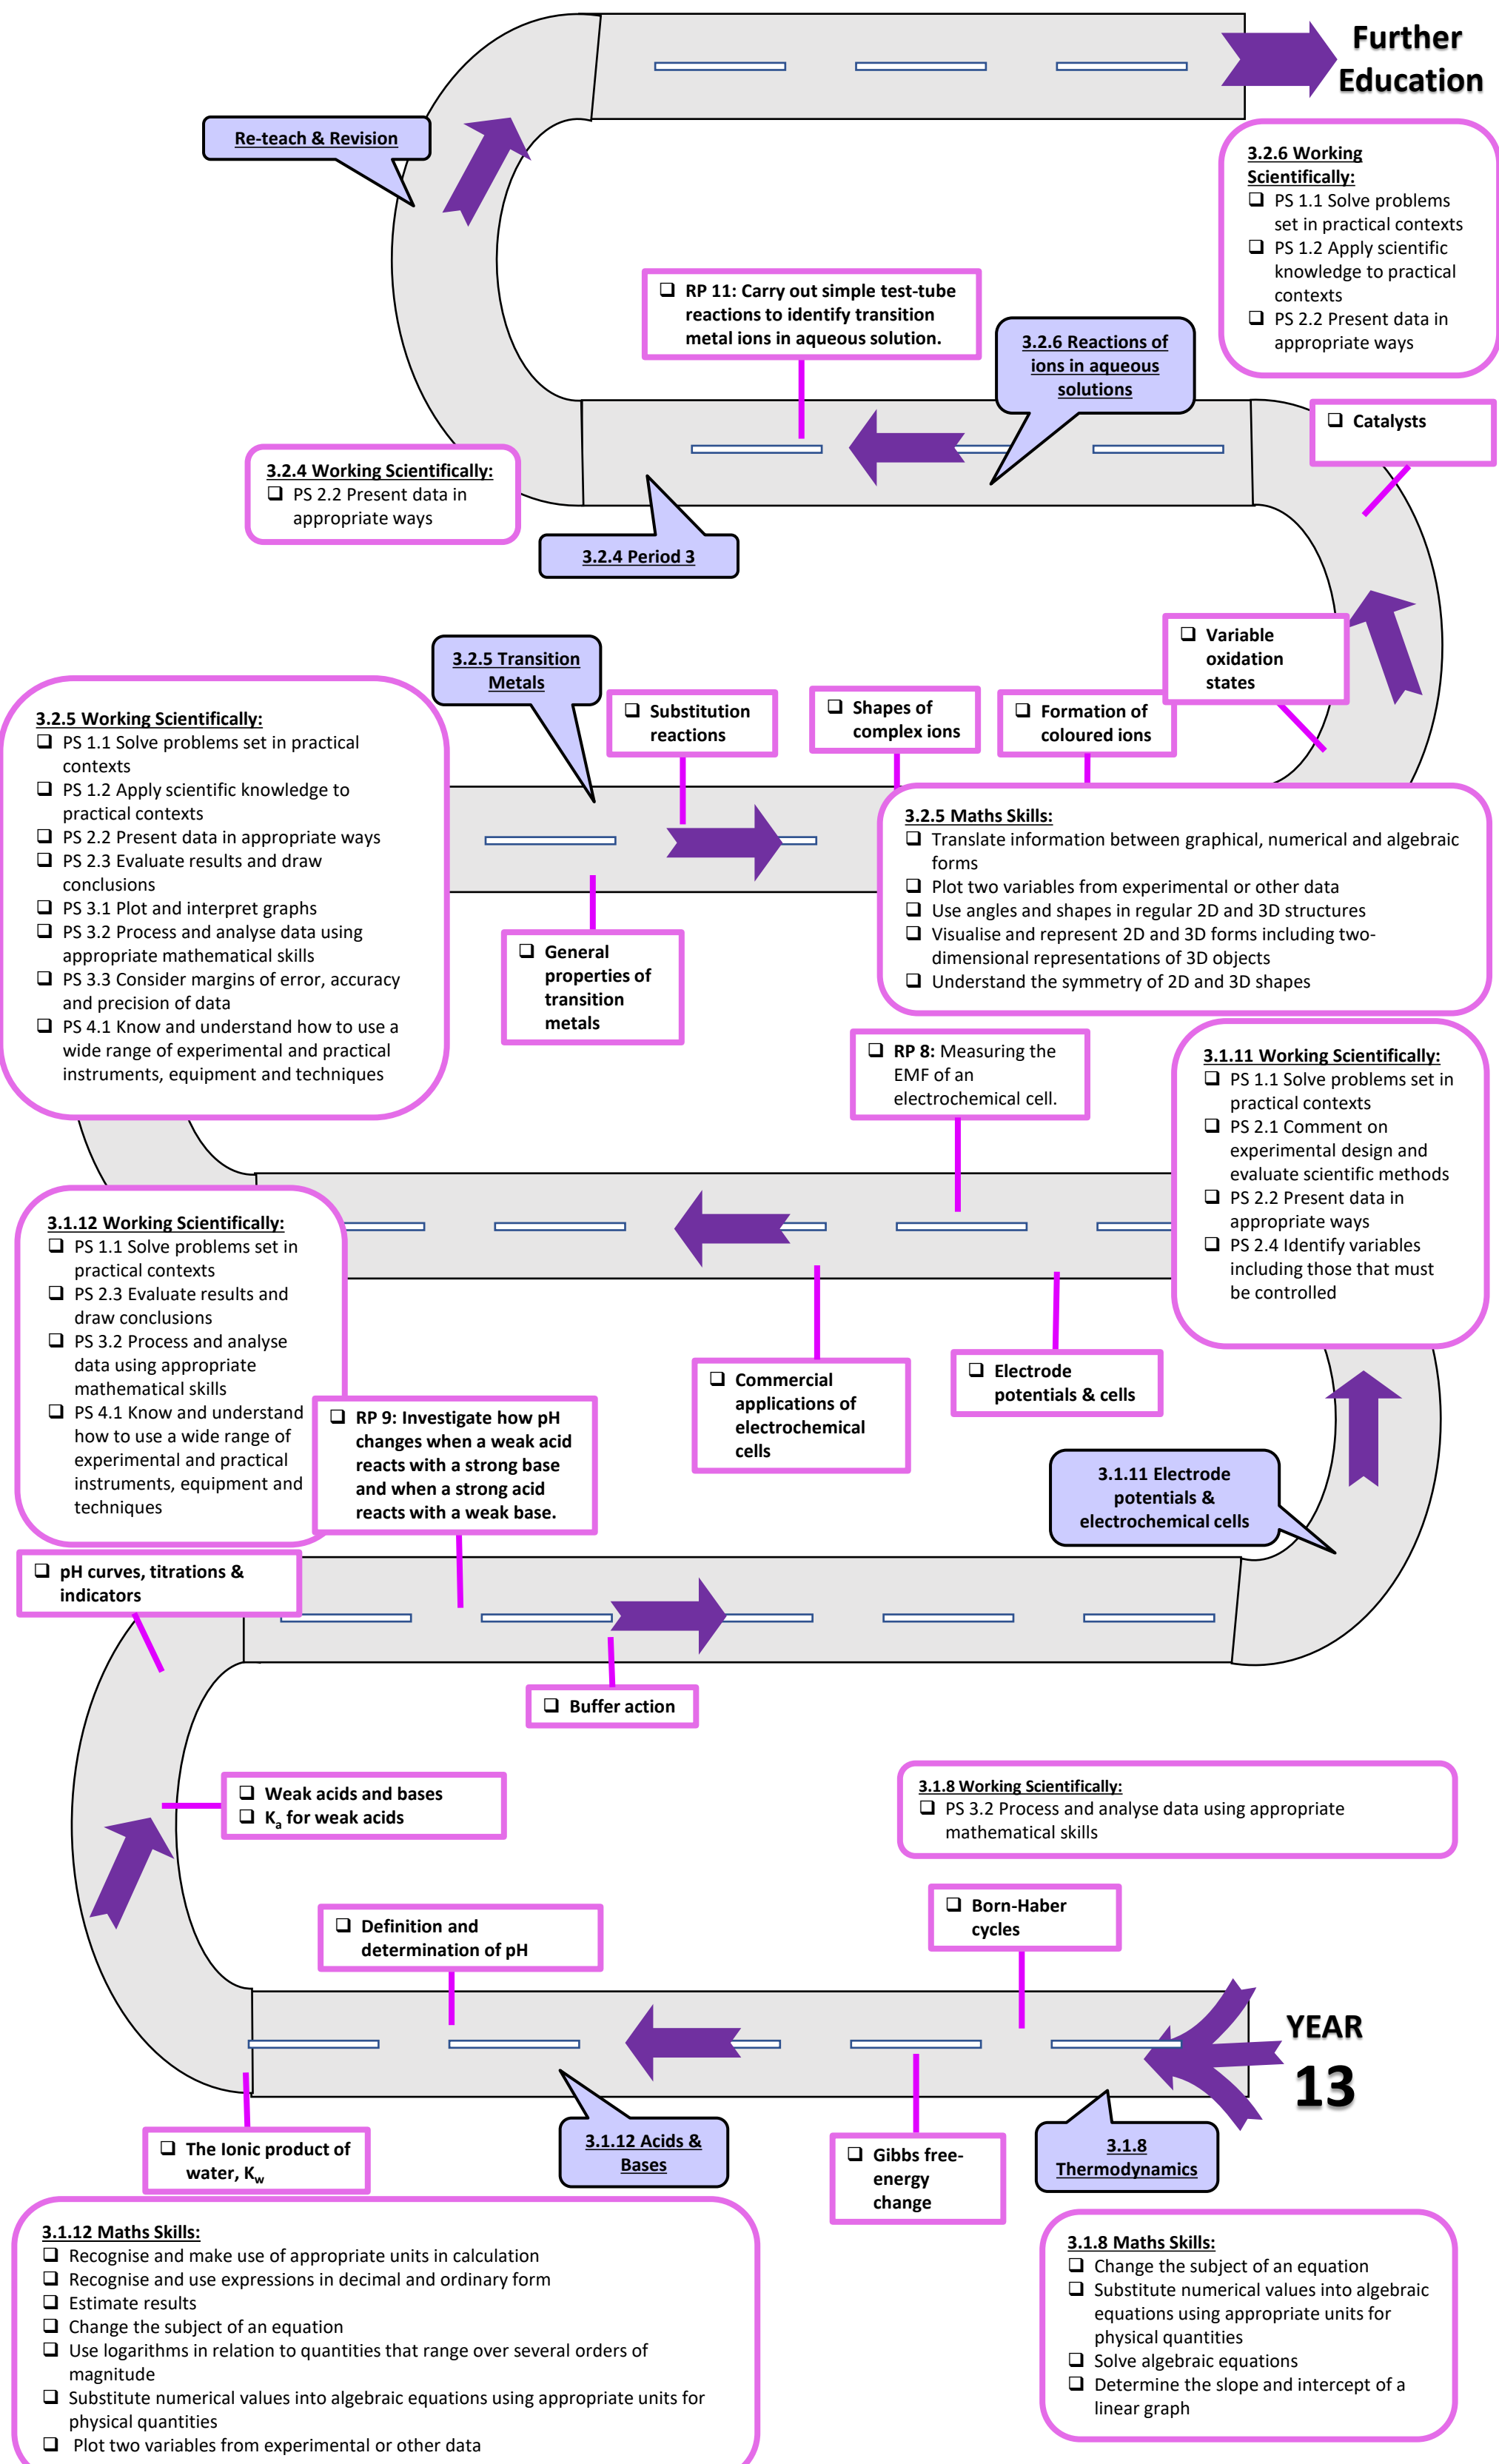 Further
Education
Re-teach & Revision
3.2.6 Working
Scientifically:
❑ PS 1.1 Solve problems
set in practical contexts
❑ PS 1.2 Apply scientific
knowledge to practical
contexts
❑ PS 2.2 Present data in
appropriate ways
❑ RP 11: Carry out simple test-tube
reactions to identify transition
metal ions in aqueous solution.
3.2.6 Reactions of
ions in aqueous
solutions
❑ Catalysts
3.2.4 Working Scientifically:
❑ PS 2.2 Present data in
appropriate ways
3.2.4 Period 3
❑ Variable
oxidation
states
3.2.5 Transition
Metals
❑ Substitution
reactions
❑ Shapes of
complex ions
❑ Formation of
coloured ions
3.2.5 Working Scientifically:
❑ PS 1.1 Solve problems set in practical
contexts
❑ PS 1.2 Apply scientific knowledge to
practical contexts
❑ PS 2.2 Present data in appropriate ways
❑ PS 2.3 Evaluate results and draw
conclusions
❑ PS 3.1 Plot and interpret graphs
❑ PS 3.2 Process and analyse data using
appropriate mathematical skills
❑ PS 3.3 Consider margins of error, accuracy
and precision of data
❑ PS 4.1 Know and understand how to use a
wide range of experimental and practical
instruments, equipment and techniques
3.2.5 Maths Skills:
❑ Translate information between graphical, numerical and algebraic
forms
❑ Plot two variables from experimental or other data
❑ Use angles and shapes in regular 2D and 3D structures
❑ Visualise and represent 2D and 3D forms including two-
dimensional representations of 3D objects
❑ Understand the symmetry of 2D and 3D shapes
❑ General
properties of
transition
metals
❑ RP 8: Measuring the
EMF of an
electrochemical cell.
3.1.11 Working Scientifically:
❑ PS 1.1 Solve problems set in
practical contexts
❑ PS 2.1 Comment on
experimental design and
evaluate scientific methods
❑ PS 2.2 Present data in
appropriate ways
❑ PS 2.4 Identify variables
including those that must
be controlled
3.1.12 Working Scientifically:
❑ PS 1.1 Solve problems set in
practical contexts
❑ PS 2.3 Evaluate results and
draw conclusions
❑ PS 3.2 Process and analyse
data using appropriate
mathematical skills
❑ PS 4.1 Know and understand
how to use a wide range of
experimental and practical
instruments, equipment and
techniques
❑ Commercial
applications of
electrochemical
cells
❑ Electrode
potentials & cells
❑ RP 9: Investigate how pH
changes when a weak acid
reacts with a strong base
and when a strong acid
reacts with a weak base.
3.1.11 Electrode
potentials &
electrochemical cells
❑ pH curves, titrations &
indicators
❑ Buffer action
❑ Weak acids and bases
❑ Ka for weak acids
3.1.8 Working Scientifically:
❑ PS 3.2 Process and analyse data using appropriate
mathematical skills
❑ Born-Haber
cycles
❑ Definition and
determination of pH
YEAR
13
❑ The Ionic product of
water, Kw
3.1.12 Acids &
Bases
❑ Gibbs free-
energy
change
3.1.8
Thermodynamics
3.1.12 Maths Skills:
❑ Recognise and make use of appropriate units in calculation
❑ Recognise and use expressions in decimal and ordinary form
❑ Estimate results
❑ Change the subject of an equation
❑ Use logarithms in relation to quantities that range over several orders of
magnitude
❑ Substitute numerical values into algebraic equations using appropriate units for
physical quantities
❑ Plot two variables from experimental or other data
3.1.8 Maths Skills:
❑ Change the subject of an equation
❑ Substitute numerical values into algebraic
equations using appropriate units for
physical quantities
❑ Solve algebraic equations
❑ Determine the slope and intercept of a
linear graph